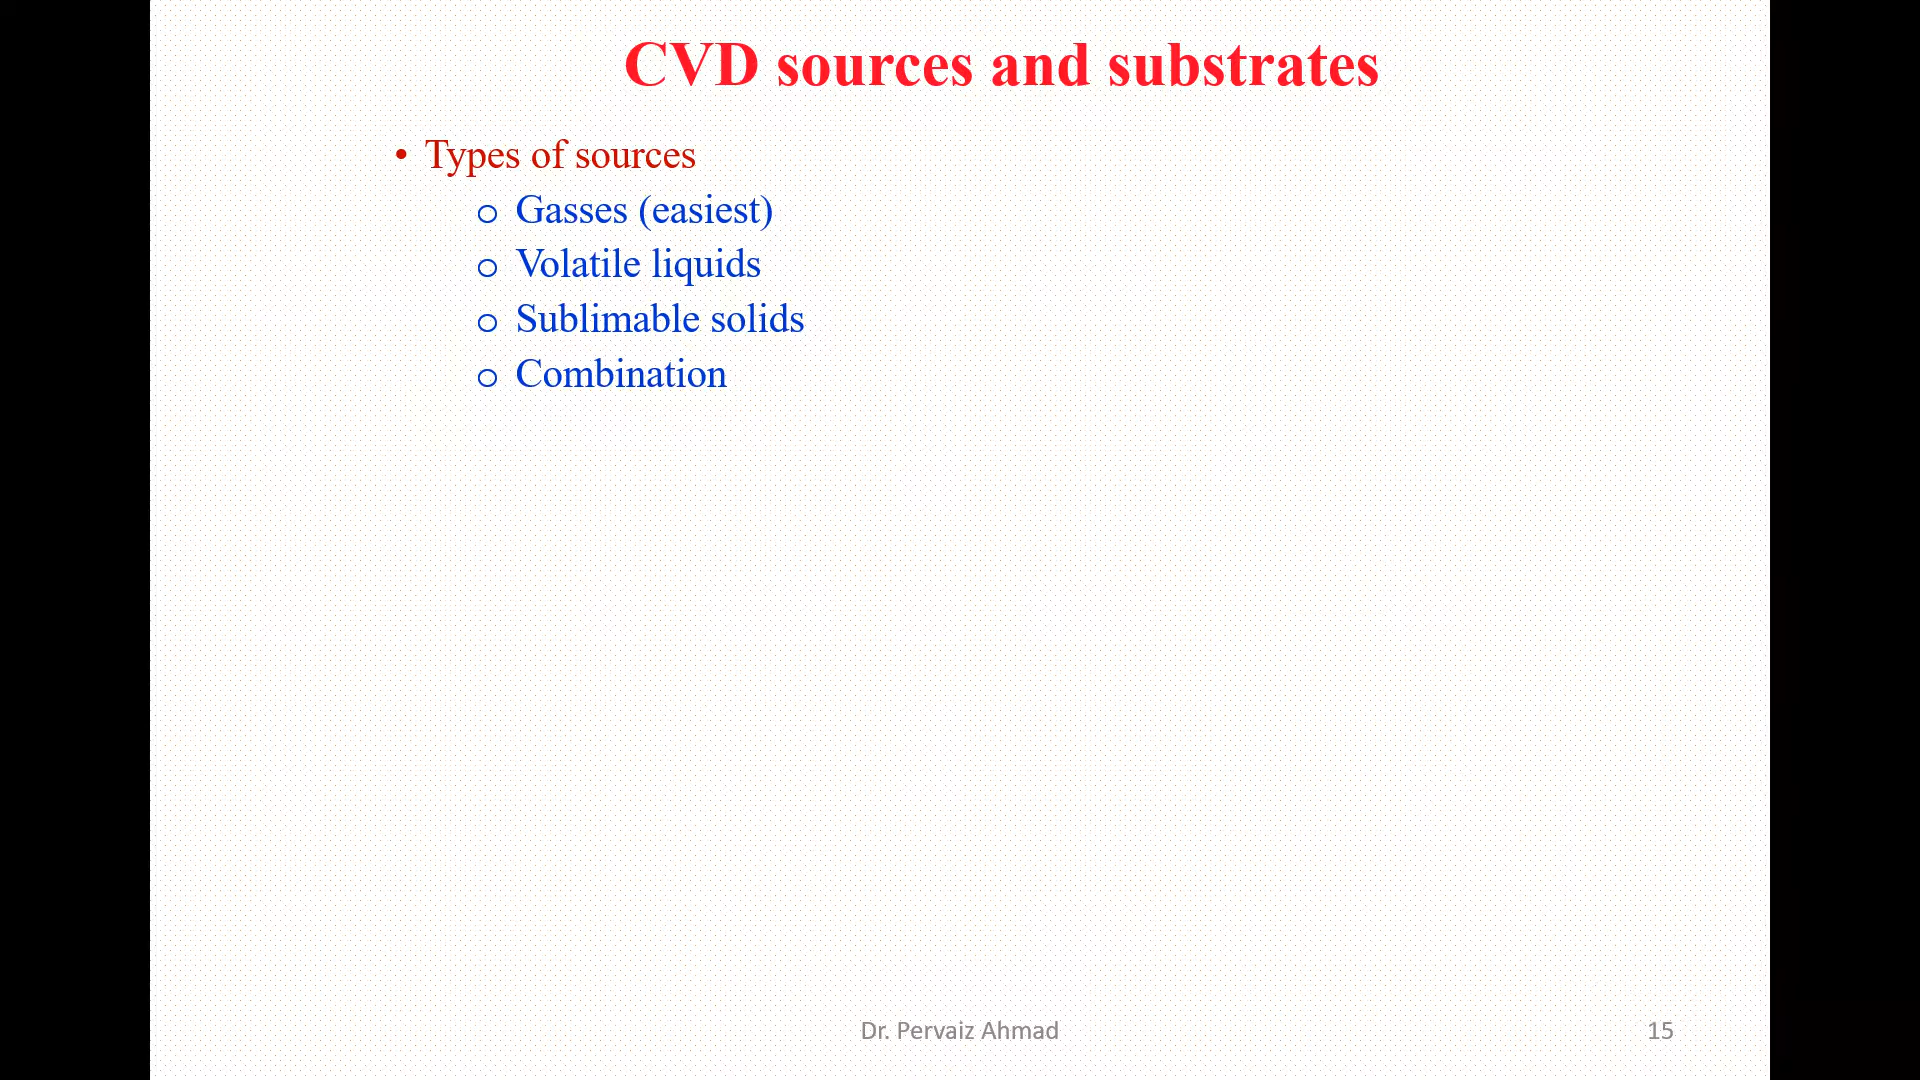 CVD sources and substrates
• Types of sources
o Gasses (easiest)
o Volatile liquids
o Sublimable solids
o Combination
Dr. Pervaiz Ahmad
15